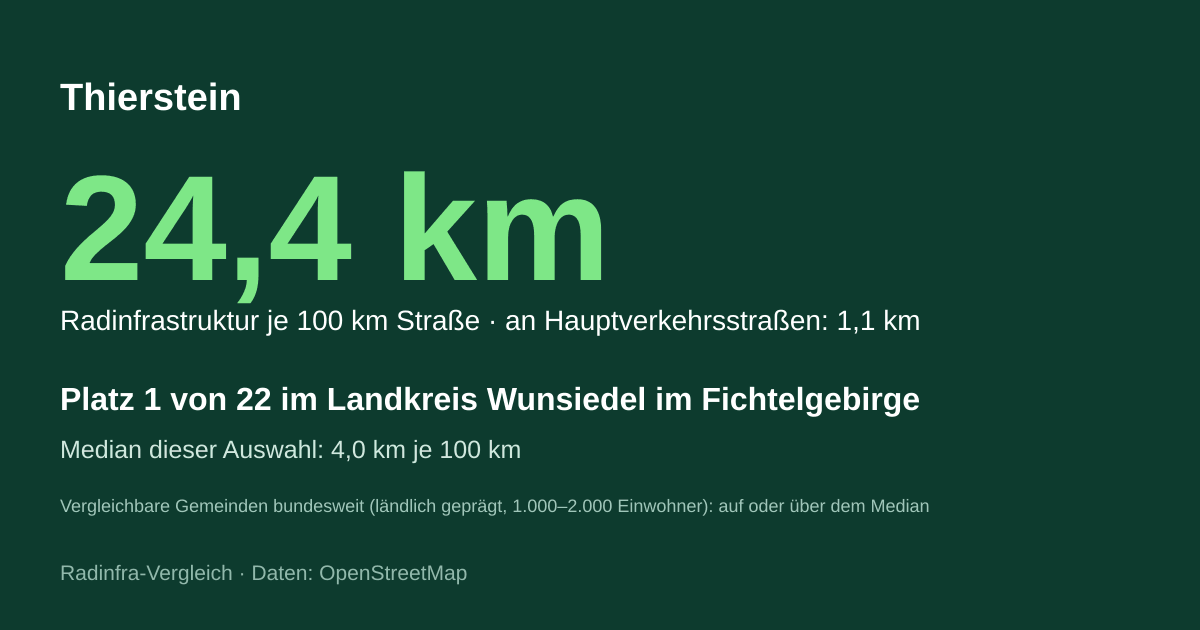 Thierstein
24,4 km
Radinfrastruktur je 100 km Straße · an Hauptverkehrsstraßen: 1,1 km
Platz 1 von 22 im Landkreis Wunsiedel im Fichtelgebirge
Median dieser Auswahl: 4,0 km je 100 km
Vergleichbare Gemeinden bundesweit (ländlich geprägt, 1.000–2.000 Einwohner): auf oder über dem Median
Radinfra-Vergleich · Daten: OpenStreetMap